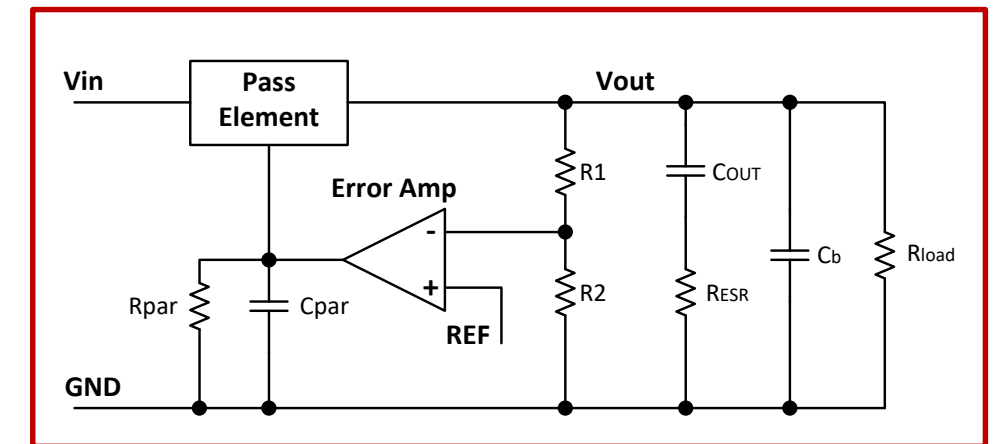 Vin
Pass
Element
Vout
R1
COUT
Error Amp
-
+
REF
R2
RESR
Cb
Rload
Rpar
Cpar
GND